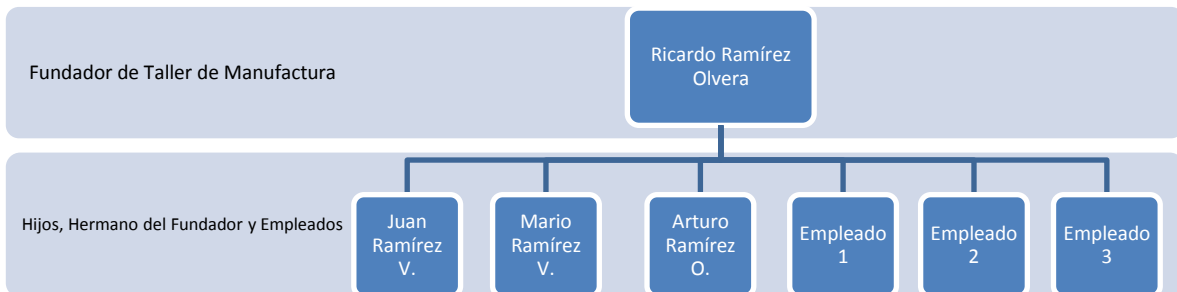 Fundador de Taller de Manufactura
Ricardo Ramírez
Olvera
Hijos, Hermano del Fundador y Empleados
Juan
Ramírez
V.
Mario
Ramírez
V.
Arturo
Ramírez
O.
Empleado
1
Empleado
2
Empleado
3